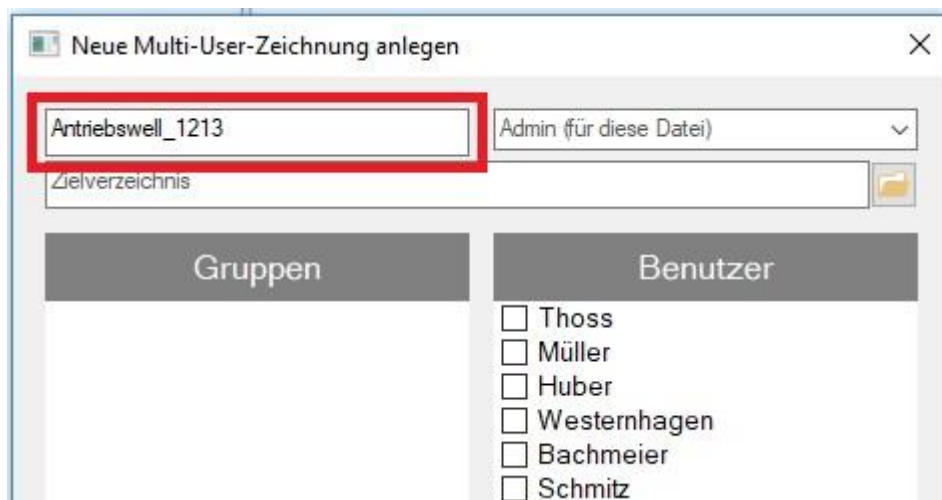 Neue Multi-User-Zeichnung anlegen
Antriebswell_1213
Admin (für diese Datei)
Zielverzeichnis
Gruppen
Benutzer
Thoss
Müller
Huber
Westernhagen
Bachmeier
Schmitz